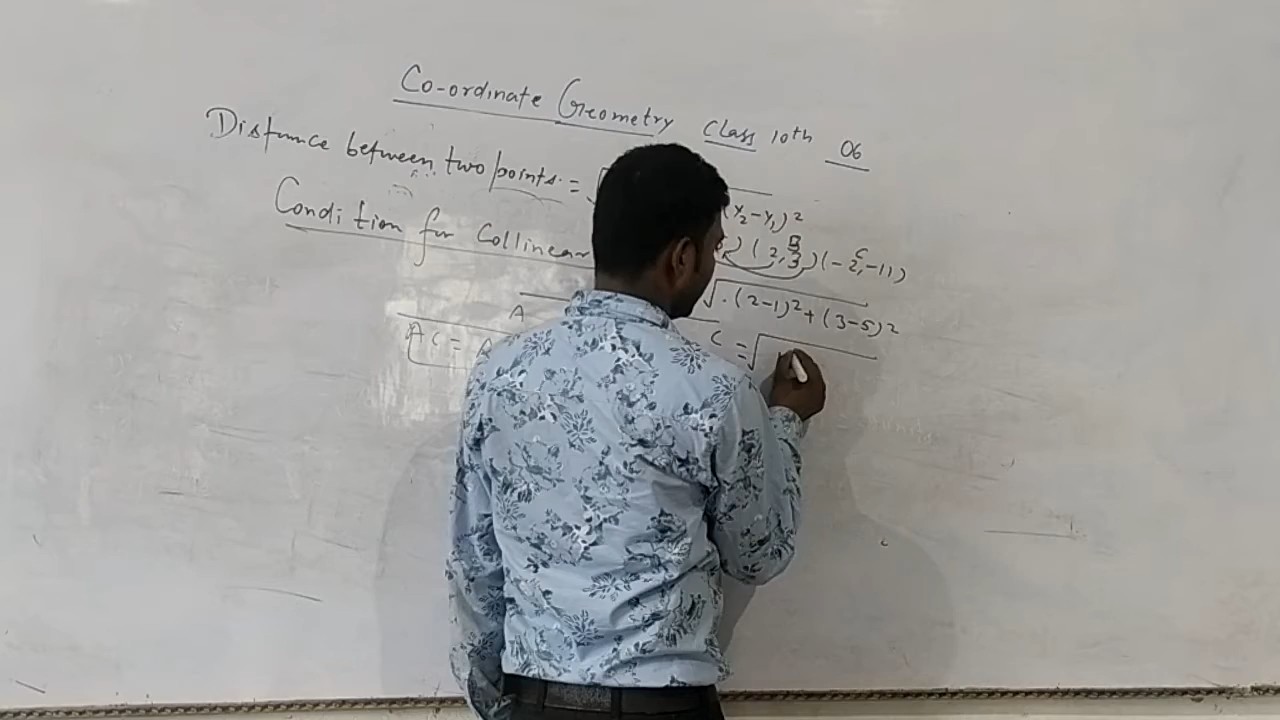 Co-ordinate Geometry Class 10th 06
Distance between two points = √ (y₂-y₁)²
Condition for Collinear ) (2,3) (-2,-11)
B C
√ (2-1)² + (3-5)²
A C = √
AC =